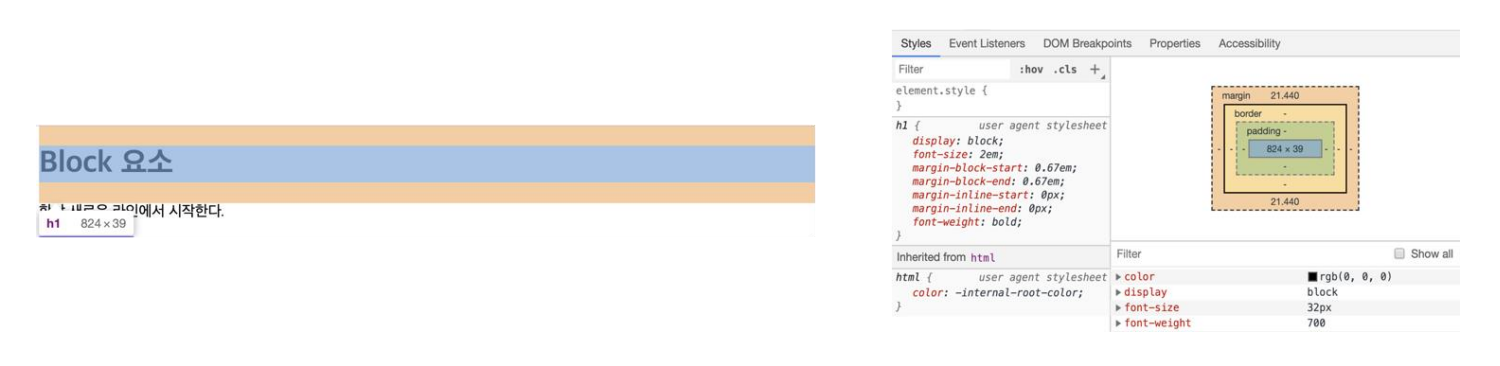 Block 요소
새로운 라인에서 시작한다.
h1 824 × 39
Styles Event Listeners DOM Breakpoints Properties Accessibility
Filter :hov .cls +
element.style {
}
h1 { user agent stylesheet
display: block;
font-size: 2em;
margin-block-start: 0.67em;
margin-block-end: 0.67em;
margin-inline-start: 0px;
margin-inline-end: 0px;
font-weight: bold;
}
Inherited from html
html { user agent stylesheet
color: -internal-root-color;
}
margin 21.440
border -
padding -
- - - 824 × 39 - - -
-
-
21.440
Filter Show all
color rgb(0, 0, 0)
display block
font-size 32px
font-weight 700